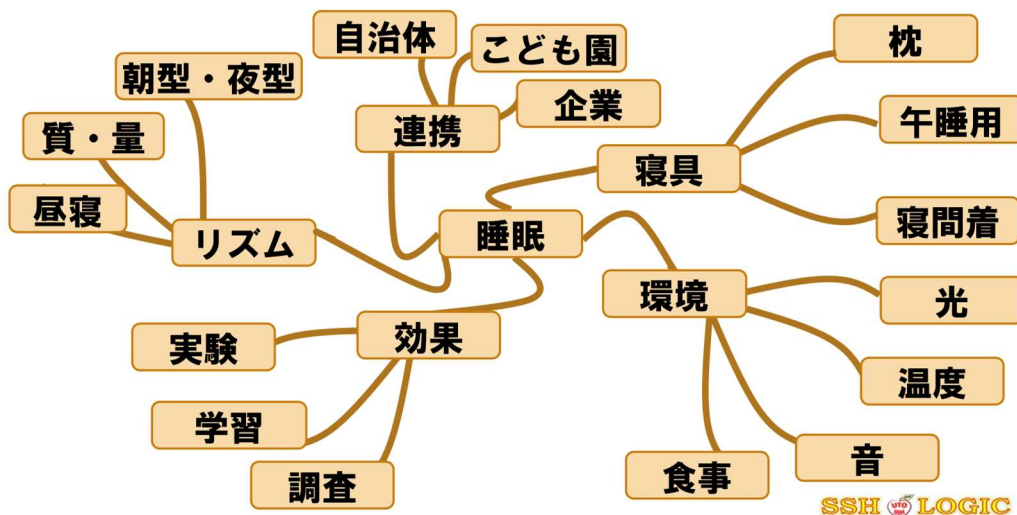 自治体
こども園
企業
連携
朝型・夜型
質・量
昼寝
リズム
枕
午睡用
寝間着
寝具
睡眠
環境
光
温度
音
食事
効果
実験
学習
調査
SSH UTO LOGIC